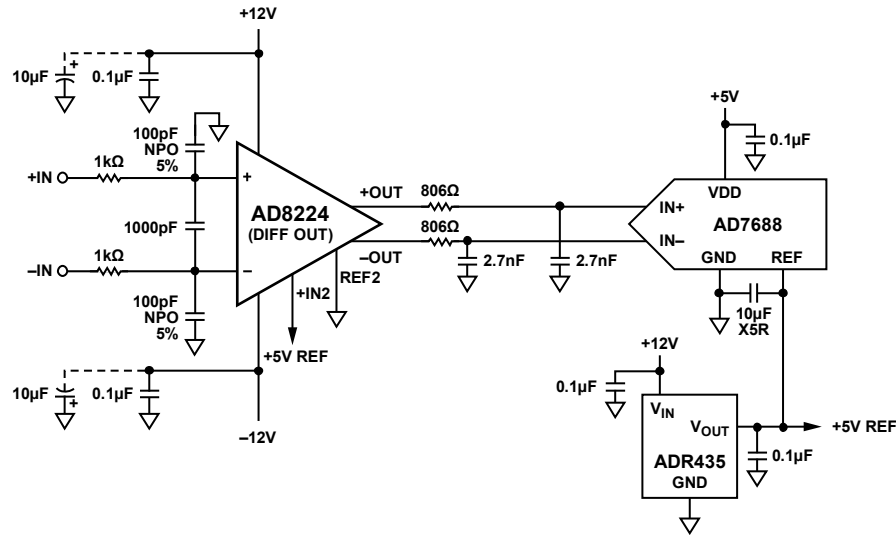 +12V
10µF
+
0.1µF
100pF
NPO
5%
+IN
1kΩ
1000pF
–IN
1kΩ
100pF
NPO
5%
+
–
AD8224
(DIFF OUT)
+OUT
–OUT
REF2
+IN2
+5V REF
10µF
+
0.1µF
–12V
806Ω
806Ω
2.7nF
2.7nF
+5V
0.1µF
VDD
IN+
IN–
AD7688
GND
REF
10µF
X5R
+12V
0.1µF
VIN
VOUT
ADR435
GND
0.1µF
+5V REF